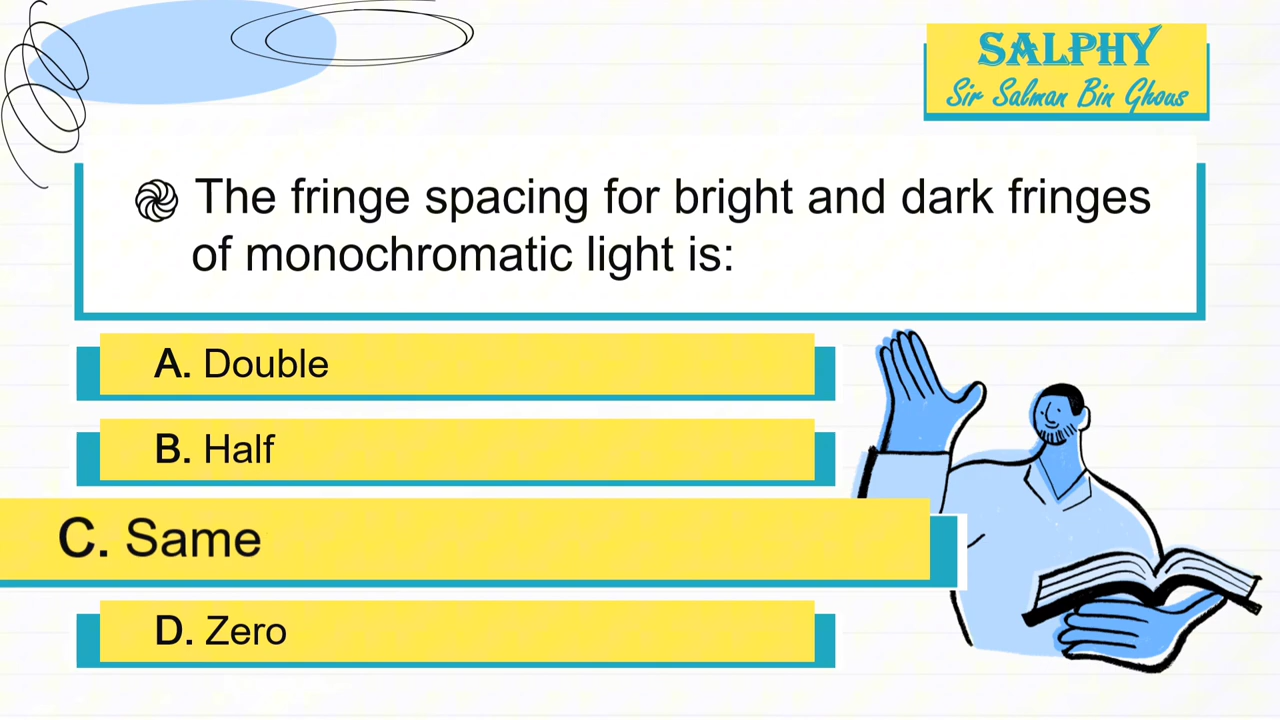 SALPHY
Sir Salman Bin Ghous
The fringe spacing for bright and dark fringes
of monochromatic light is:
A. Double
B. Half
C. Same
D. Zero